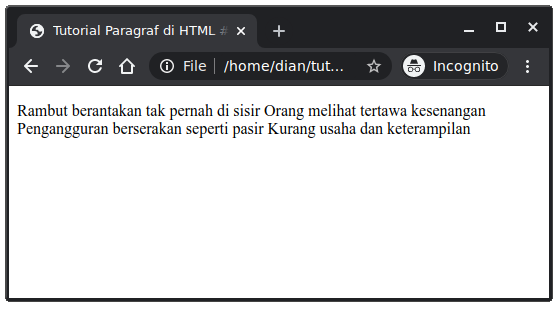 Tutorial Paragraf di HTML #
File | /home/dian/tut... Incognito
Rambut berantakan tak pernah di sisir Orang melihat tertawa kesenangan
Pengangguran berserakan seperti pasir Kurang usaha dan keterampilan